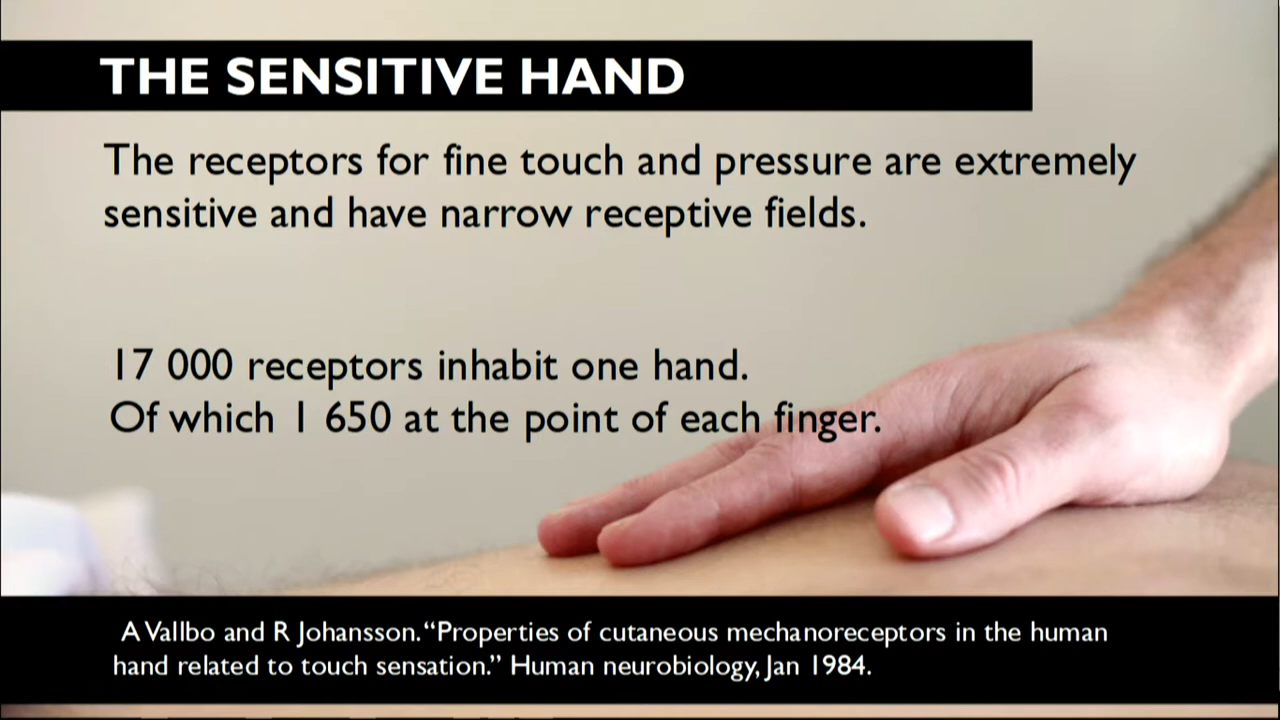 THE SENSITIVE HAND
The receptors for fine touch and pressure are extremely
sensitive and have narrow receptive fields.
17 000 receptors inhabit one hand.
Of which 1 650 at the point of each finger.
A Vallbo and R Johansson. “Properties of cutaneous mechanoreceptors in the human
hand related to touch sensation.” Human neurobiology, Jan 1984.